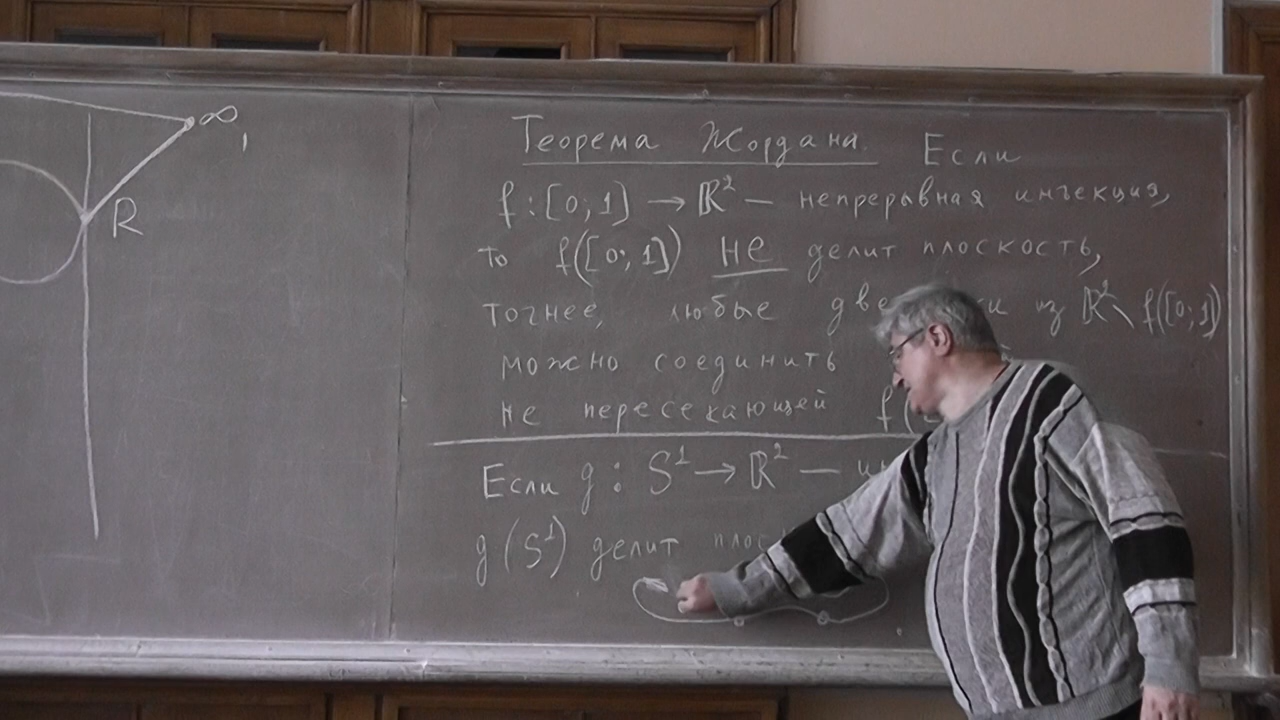 ∞
R
Теорема Жордана. Если
f : [0; 1] → ℝ² — непреравная инъекция,
то f([0; 1]) не делит плоскость,
точнее, любые две из ℝ² \ f([0; 1])
можно соединить
не пересекающей f(
Если g : S¹ → ℝ² —
g(S¹) делит